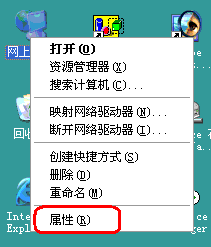 网上
打开(O)
资源管理器(X)
搜索计算机(C)...
映射网络驱动器(N)...
断开网络驱动器(I)...
回收
创建快捷方式(S)
删除(D)
重命名(M)
属性(R)
Inte
Expl